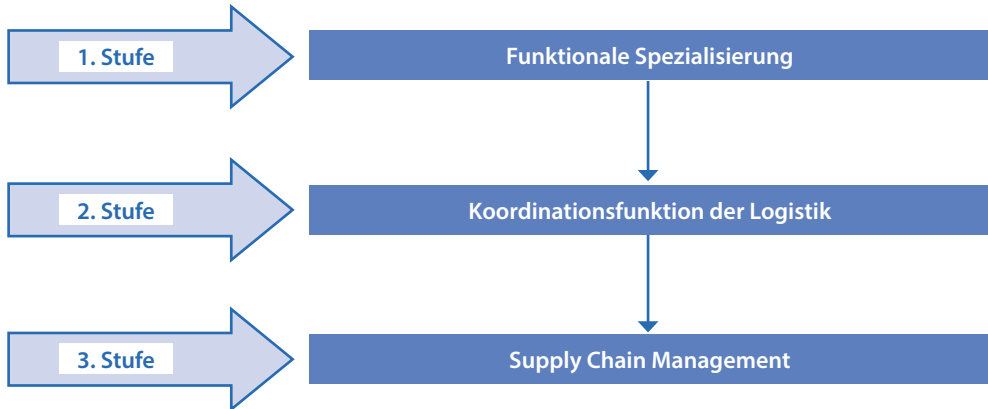 1. Stufe
Funktionale Spezialisierung
2. Stufe
Koordinationsfunktion der Logistik
3. Stufe
Supply Chain Management